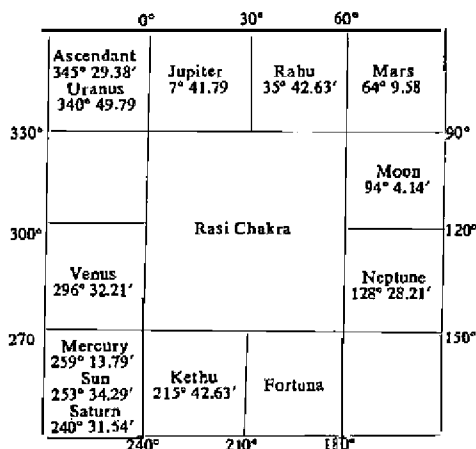 0° 30° 60°
Ascendant
345° 29.38′
Uranus
340° 49.79
Jupiter
7° 41.79
Rahu
35° 42.63′
Mars
64° 9.58
330° 90°
Moon
94° 4.14′
Rasi Chakra
300° 120°
Venus
296° 32.21′
Neptune
128° 28.21′
270 150°
Mercury
259° 13.79′
Sun
253° 34.29′
Saturn
240° 31.54′
Kethu
215° 42.63′
Fortuna
240° 210° 180°